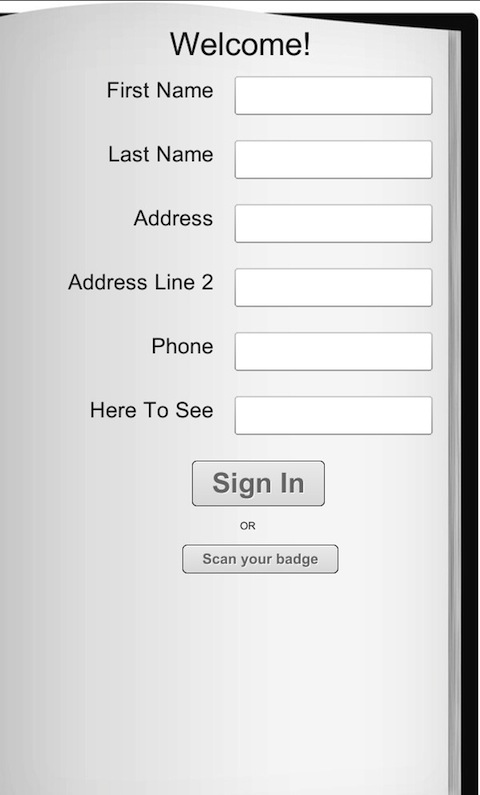 Welcome!
First Name
Last Name
Address
Address Line 2
Phone
Here To See
Sign In
OR
Scan your badge